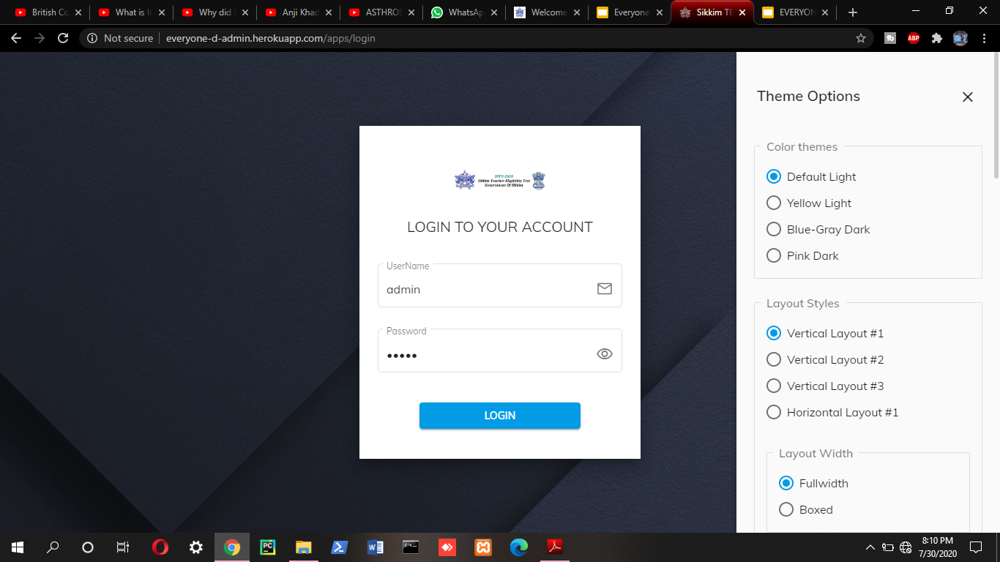 British Co
What is I
Why did
Anji Khad
ASTHROS
WhatsAp
Welcome
Everyone
Sikkim TE
EVERYON
Not secure
everyone-d-admin.herokuapp.com/apps/login
ABP
Theme Options
Color themes
Default Light
Yellow Light
Blue-Gray Dark
Pink Dark
Layout Styles
Vertical Layout #1
Vertical Layout #2
Vertical Layout #3
Horizontal Layout #1
Layout Width
Fullwidth
Boxed
STET-2020
Sikkim Teacher Eligibility Test
Government Of Sikkim
LOGIN TO YOUR ACCOUNT
UserName
admin
Password
•••••
LOGIN
PC
8:10 PM
7/30/2020